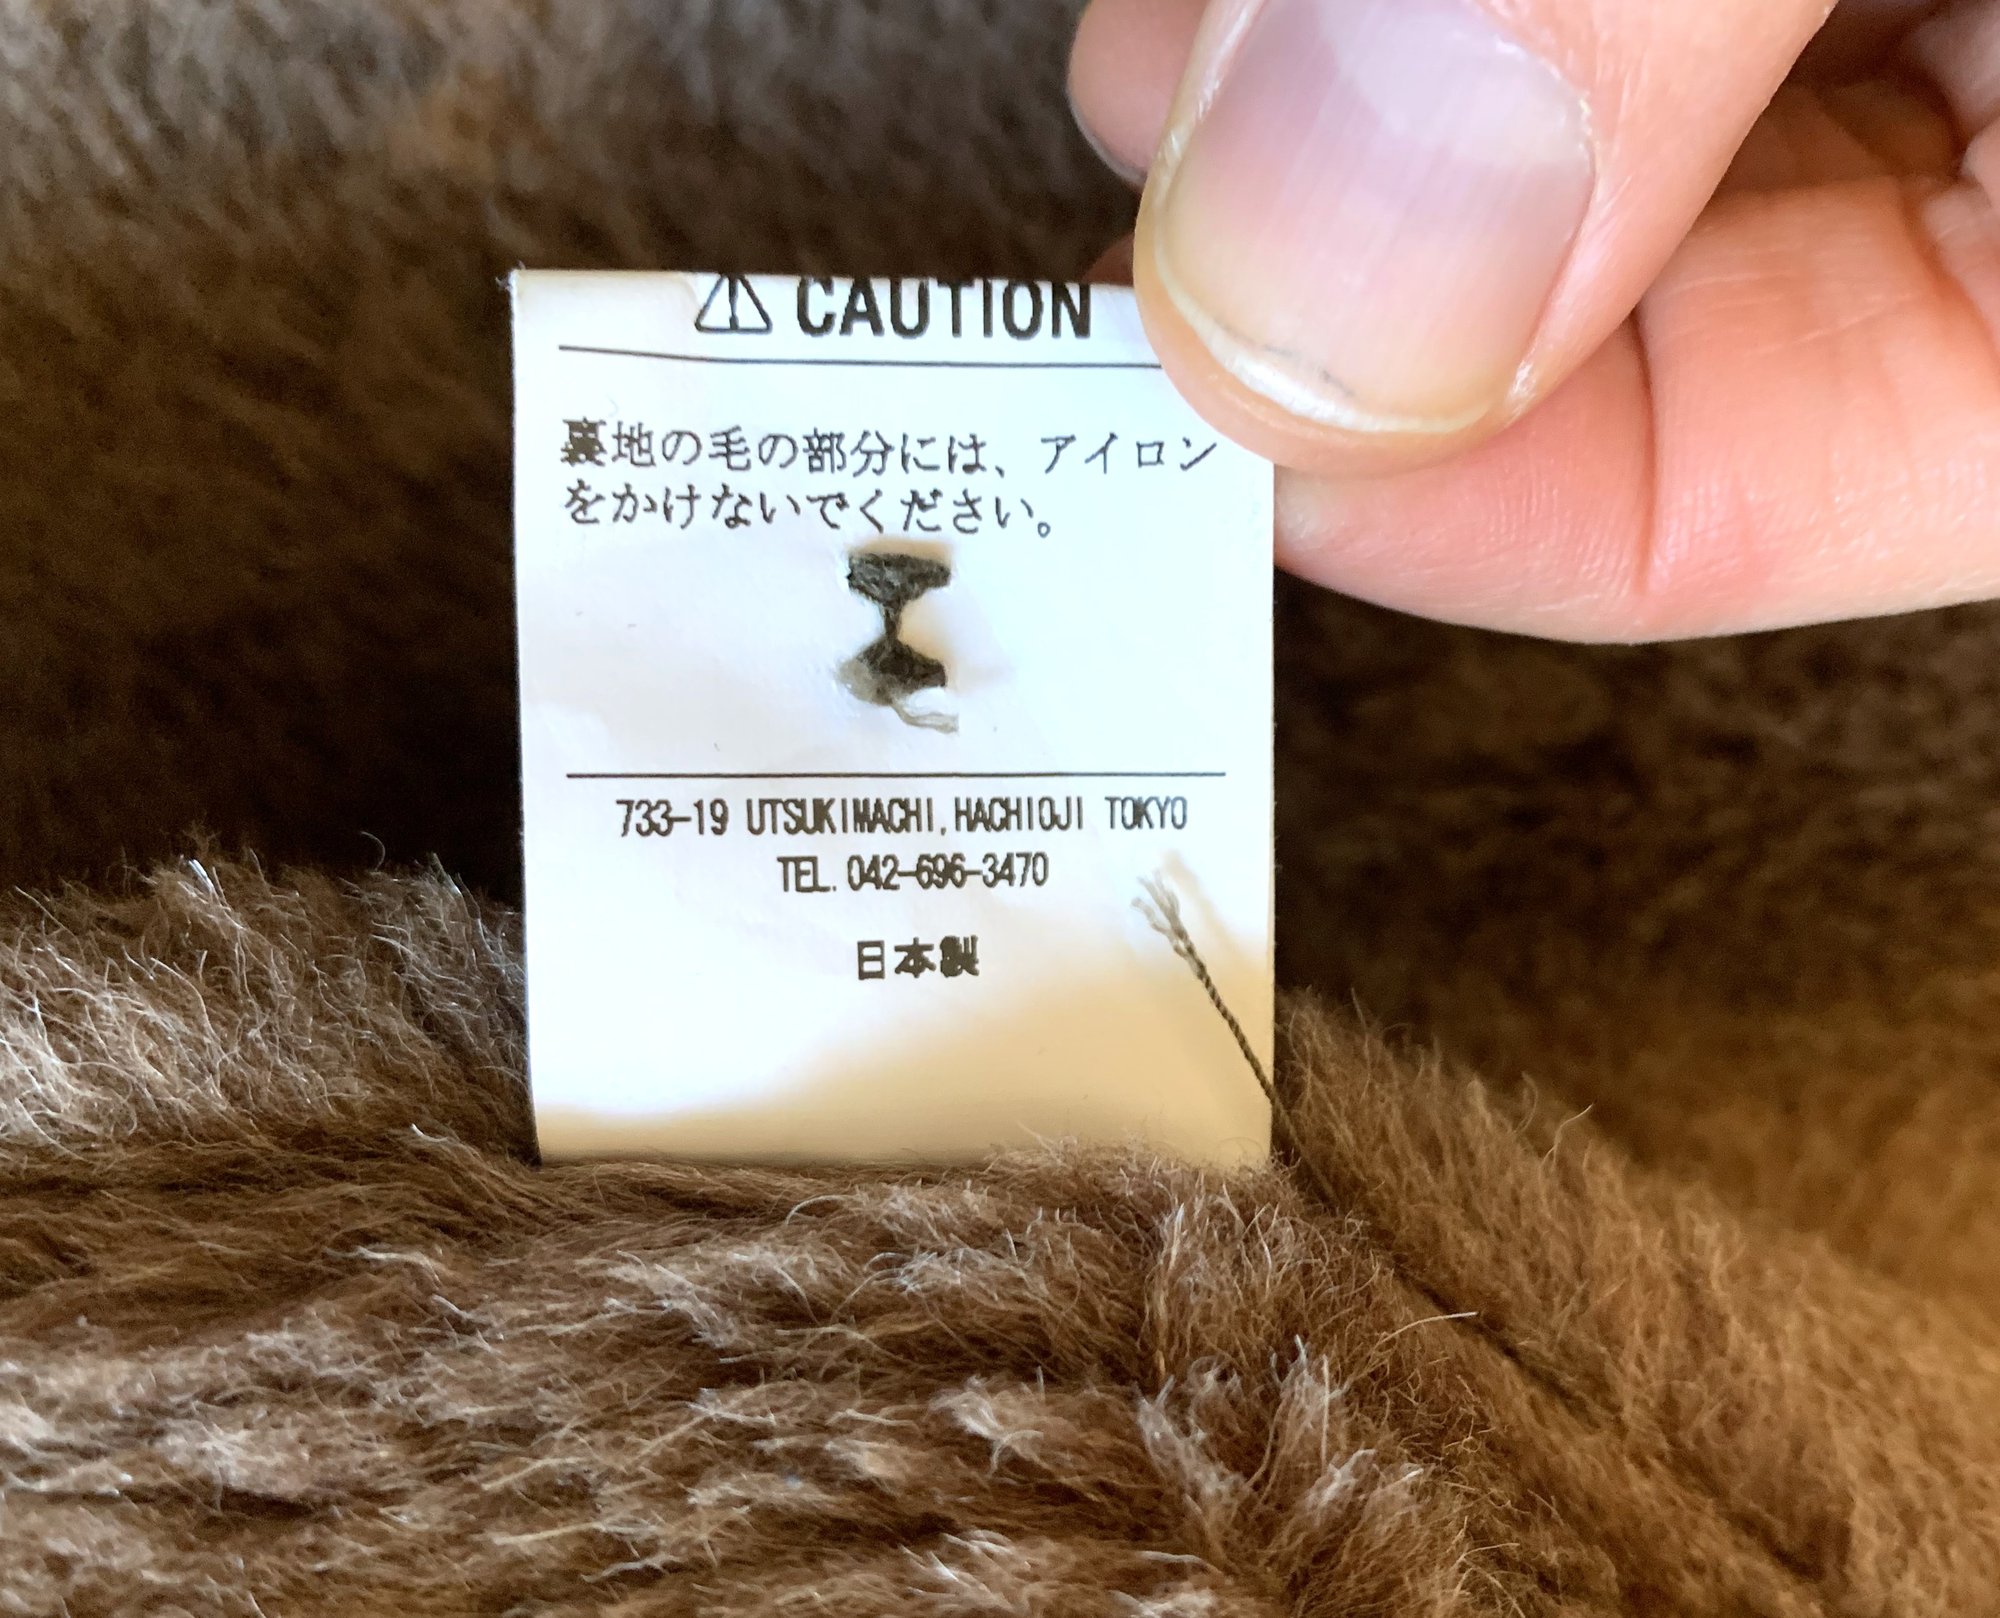 ⚠ CAUTION
裏地の毛の部分には、アイロン
をかけないでください。
733-19 UTSUKIMACHI, HACHIOJI TOKYO
TEL. 042-696-3470
日本製